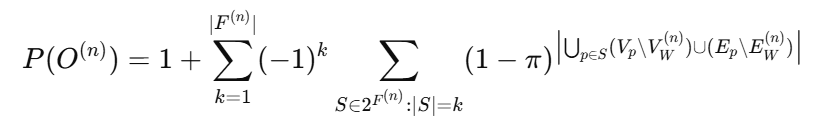 P(O^{(n)}) = 1 + \sum_{k=1}^{|F^{(n)}|} (-1)^k \sum_{S \in 2^{F^{(n)}} : |S| = k} (1 - \pi)^{\left| \bigcup_{p \in S} (V_p \setminus V_W^{(n)}) \cup (E_p \setminus E_W^{(n)}) \right|}